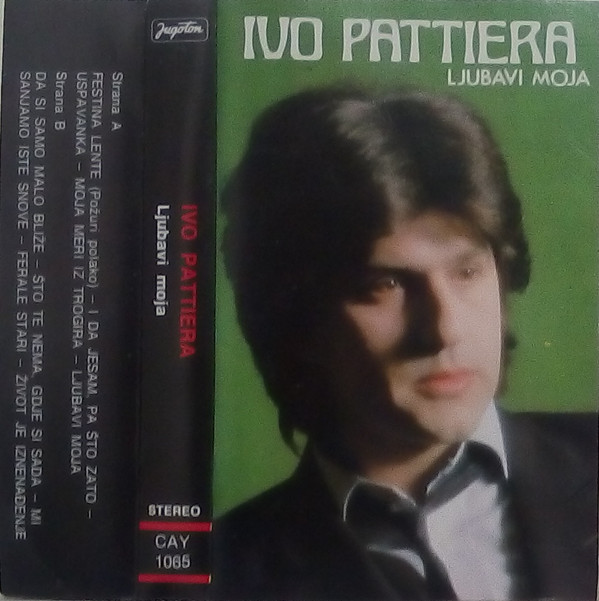 IVO PATTIERA
LJUBAVI MOJA
Jugoton
IVO PATTIERA
Ljubavi moja
STEREO
CAY
1065
Strana A
FESTINA LENTE (Požuri polako) – I DA JESAM, PA ŠTO ZATO –
USPAVANKA – MOJA MERI IZ TROGIRA – LJUBAVI MOJA
Strana B
DA SI SAMO MALO BLIŽE – ŠTO TE NEMA, GDJE SI SADA – MI
SANJAMO ISTE SNOVE – FERALE STARI – ŽIVOT JE IZNENAĐENJE